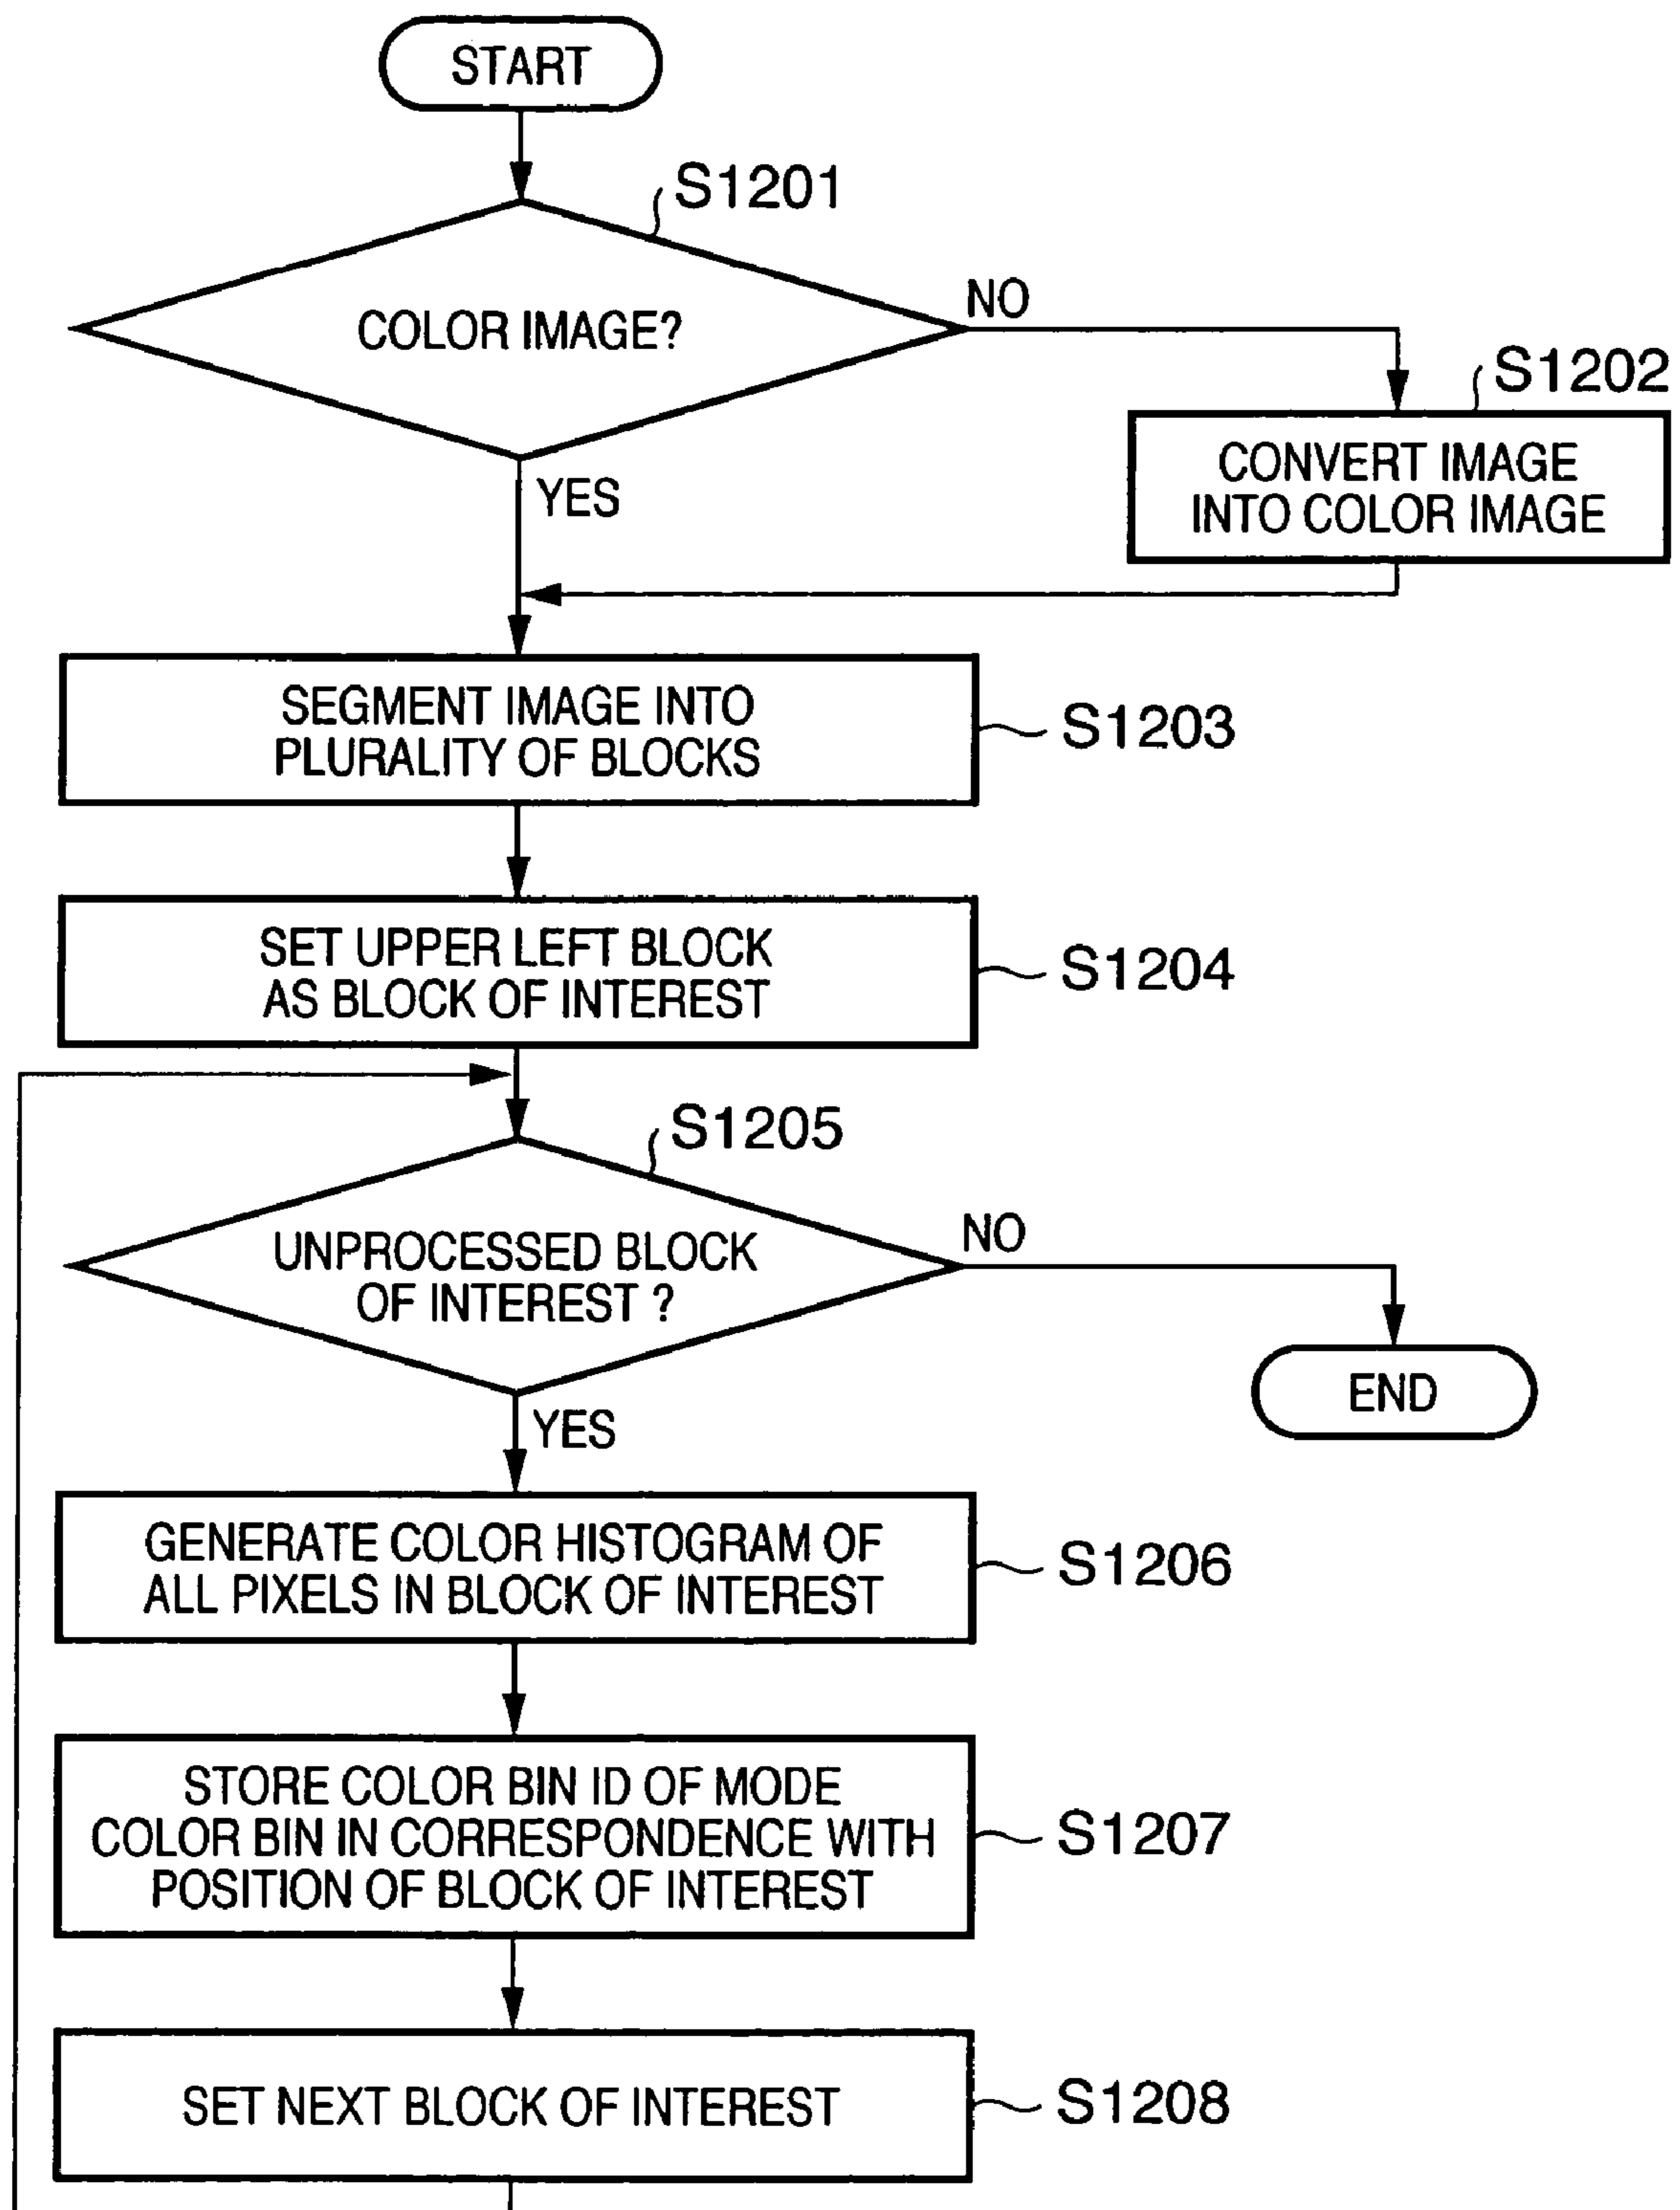 START
S1201
COLOR IMAGE?
NO
S1202
CONVERT IMAGE
INTO COLOR IMAGE
YES
SEGMENT IMAGE INTO
PLURALITY OF BLOCKS
S1203
SET UPPER LEFT BLOCK
AS BLOCK OF INTEREST
S1204
S1205
UNPROCESSED BLOCK
OF INTEREST ?
NO
END
YES
GENERATE COLOR HISTOGRAM OF
ALL PIXELS IN BLOCK OF INTEREST
S1206
STORE COLOR BIN ID OF MODE
COLOR BIN IN CORRESPONDENCE WITH
POSITION OF BLOCK OF INTEREST
S1207
SET NEXT BLOCK OF INTEREST
S1208